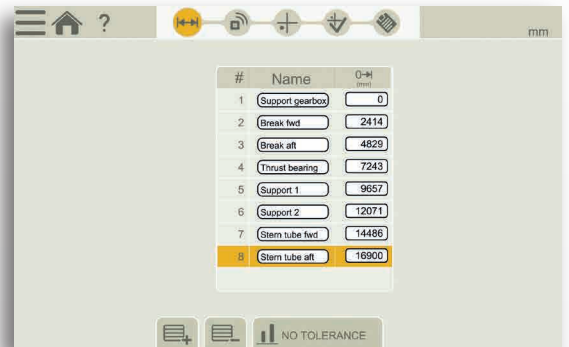 ?
mm
# Name 0
(mm)
1 Support gearbox 0
2 Break fwd 2414
3 Break aft 4829
4 Thrust bearing 7243
5 Support 1 9657
6 Support 2 12071
7 Stern tube fwd 14486
8 Stern tube aft 16900
NO TOLERANCE